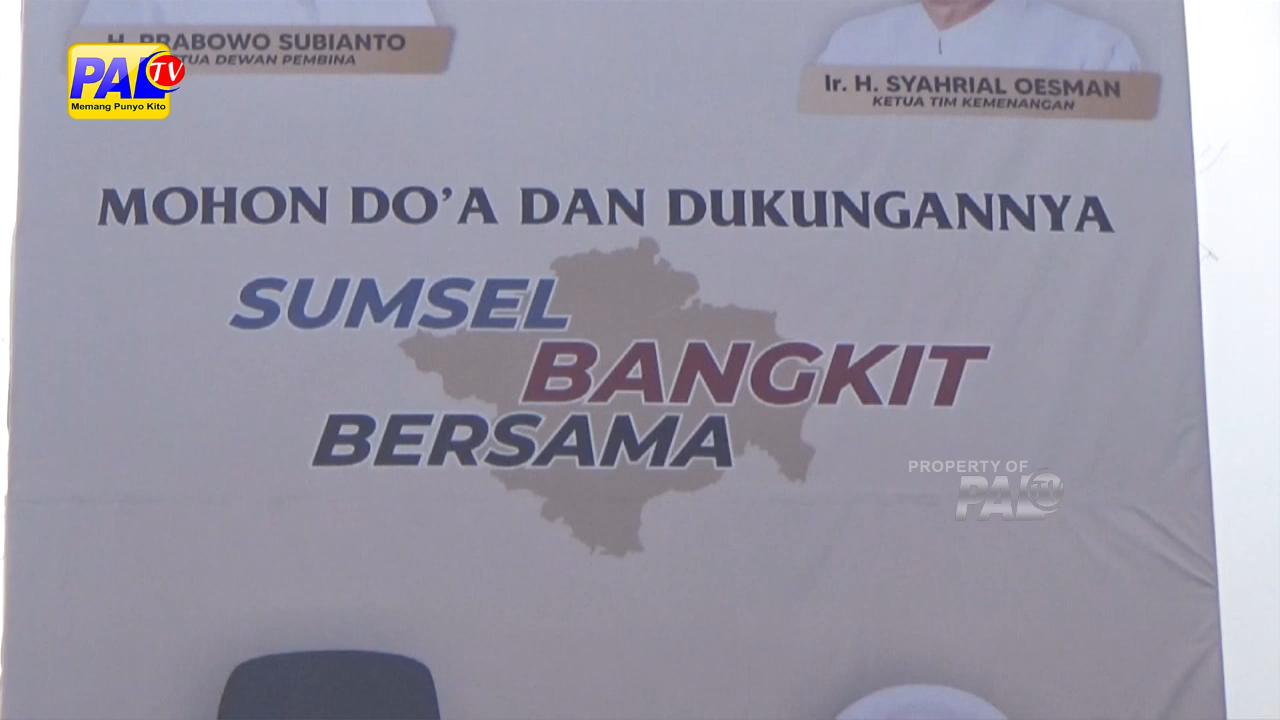 H. PRABOWO SUBIANTO
KETUA DEWAN PEMBINA
PAL TV
Memang Punyo Kito
Ir. H. SYAHRIAL OESMAN
KETUA TIM KEMENANGAN
MOHON DO'A DAN DUKUNGANNYA
SUMSEL
BANGKIT
BERSAMA
PROPERTY OF
PAL TV